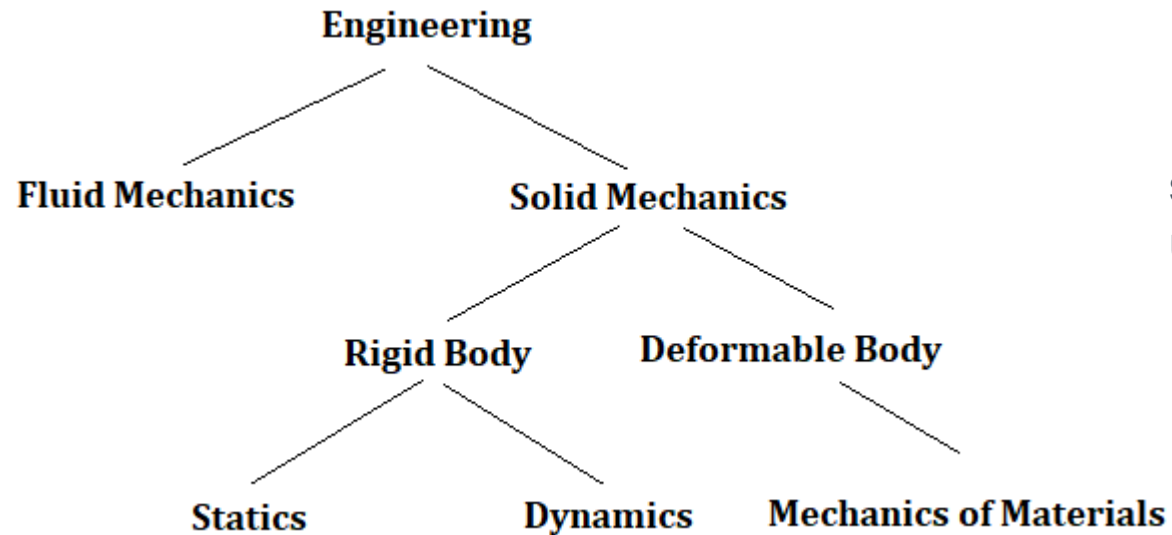 Engineering
Fluid Mechanics
Solid Mechanics
Rigid Body
Deformable Body
Statics
Dynamics
Mechanics of Materials